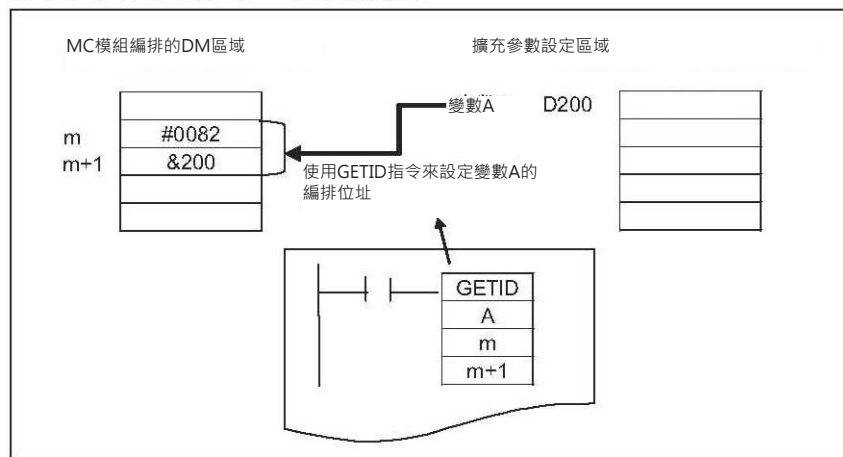 MC模組編排的DM區域
擴充參數設定區域
變數A
D200
m
#0082
m+1
&200
使用GETID指令來設定變數A的
編排位址
GETID
A
m
m+1